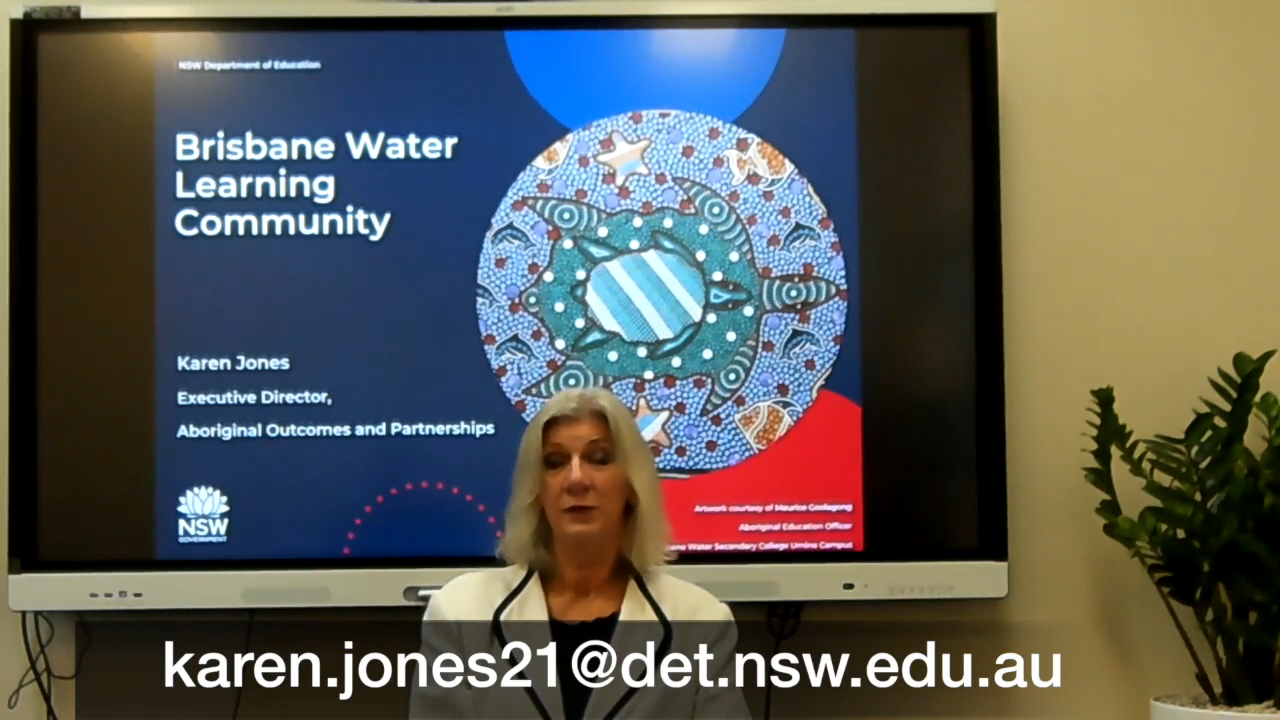 NSW Department of Education
Brisbane Water
Learning
Community
Karen Jones
Executive Director,
Aboriginal Outcomes and Partnerships
NSW
GOVERNMENT
Artwork courtesy of Maurice Goolagong
Aboriginal Education Officer
Water Secondary College Umina Campus
karen.jones21@det.nsw.edu.au